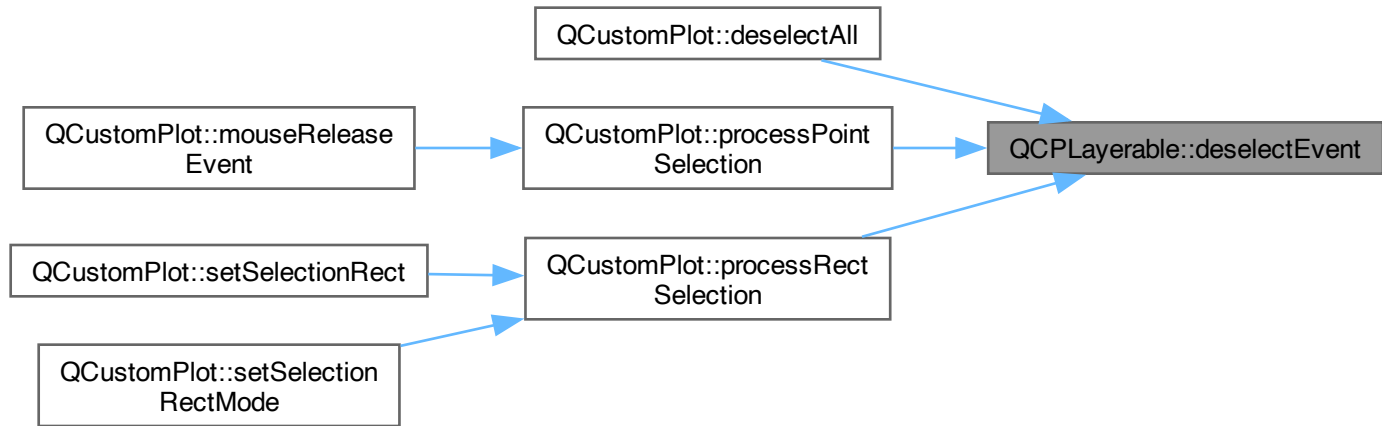 QCustomPlot::deselectAll
QCustomPlot::mouseRelease
Event
QCustomPlot::processPoint
Selection
QCPLayerable::deselectEvent
QCustomPlot::setSelectionRect
QCustomPlot::processRect
Selection
QCustomPlot::setSelection
RectMode